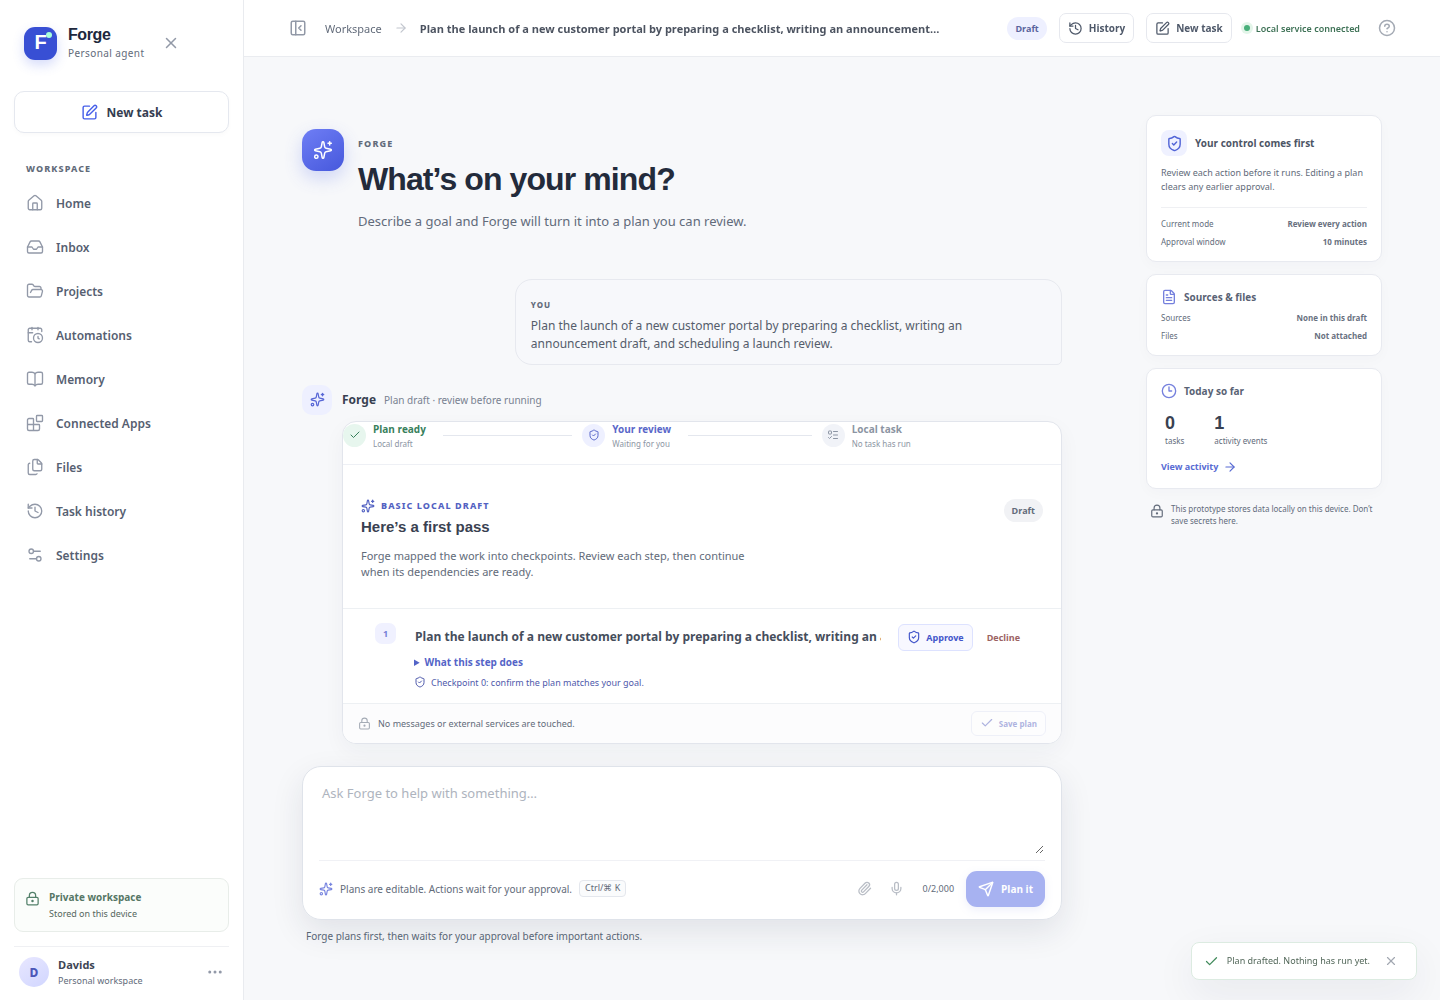 F
Forge
Personal agent
New task
WORKSPACE
Home
Inbox
Projects
Automations
Memory
Connected Apps
Files
Task history
Settings
Private workspace
Stored on this device
D
Davids
Personal workspace
Workspace
Plan the launch of a new customer portal by preparing a checklist, writing an announcement…
Draft
History
New task
Local service connected
FORGE
What’s on your mind?
Describe a goal and Forge will turn it into a plan you can review.
YOU
Plan the launch of a new customer portal by preparing a checklist, writing an
announcement draft, and scheduling a launch review.
Forge Plan draft · review before running
Plan ready
Local draft
Your review
Waiting for you
Local task
No task has run
BASIC LOCAL DRAFT
Here’s a first pass
Draft
Forge mapped the work into checkpoints. Review each step, then continue
when its dependencies are ready.
1
Plan the launch of a new customer portal by preparing a checklist, writing an
Approve
Decline
What this step does
Checkpoint 0: confirm the plan matches your goal.
No messages or external services are touched.
Save plan
Ask Forge to help with something…
Plans are editable. Actions wait for your approval. Ctrl/⌘ K
0/2,000
Plan it
Forge plans first, then waits for your approval before important actions.
Your control comes first
Review each action before it runs. Editing a plan
clears any earlier approval.
Current mode Review every action
Approval window 10 minutes
Sources & files
Sources None in this draft
Files Not attached
Today so far
0 1
tasks activity events
View activity
This prototype stores data locally on this device. Don’t
save secrets here.
Plan drafted. Nothing has run yet.